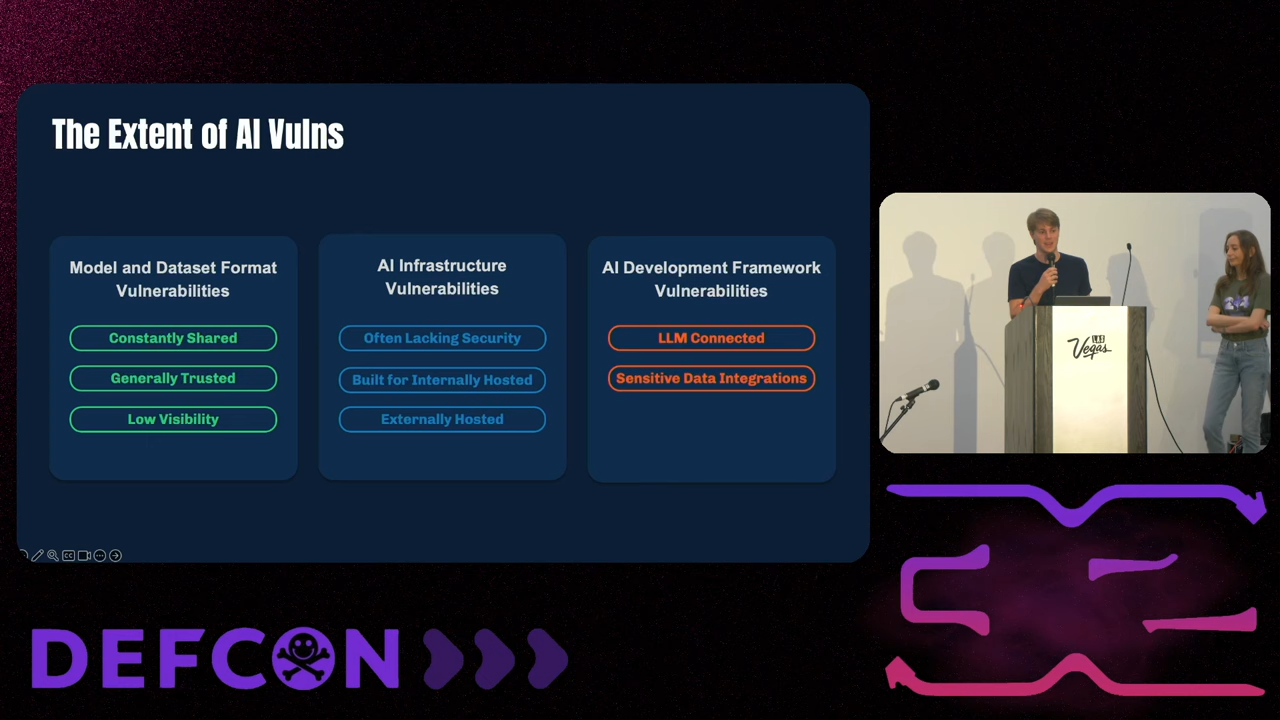 The Extent of AI Vulns
Model and Dataset Format
Vulnerabilities
Constantly Shared
Generally Trusted
Low Visibility
AI Infrastructure
Vulnerabilities
Often Lacking Security
Built for Internally Hosted
Externally Hosted
AI Development Framework
Vulnerabilities
LLM Connected
Sensitive Data Integrations
LAS
Vegas
DEFCON